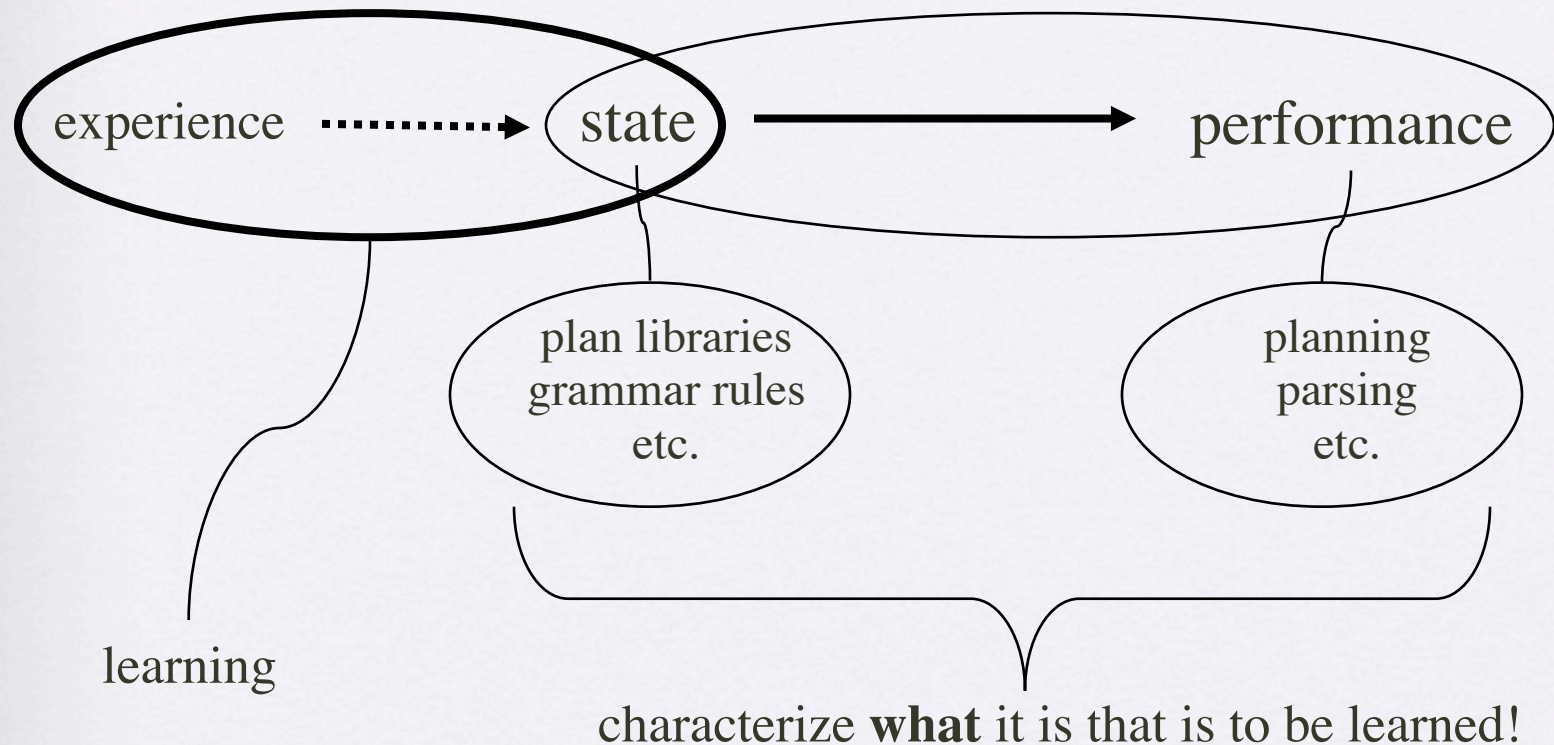 experience state performance
plan libraries
grammar rules
etc.
planning
parsing
etc.
learning
characterize what it is that is to be learned!